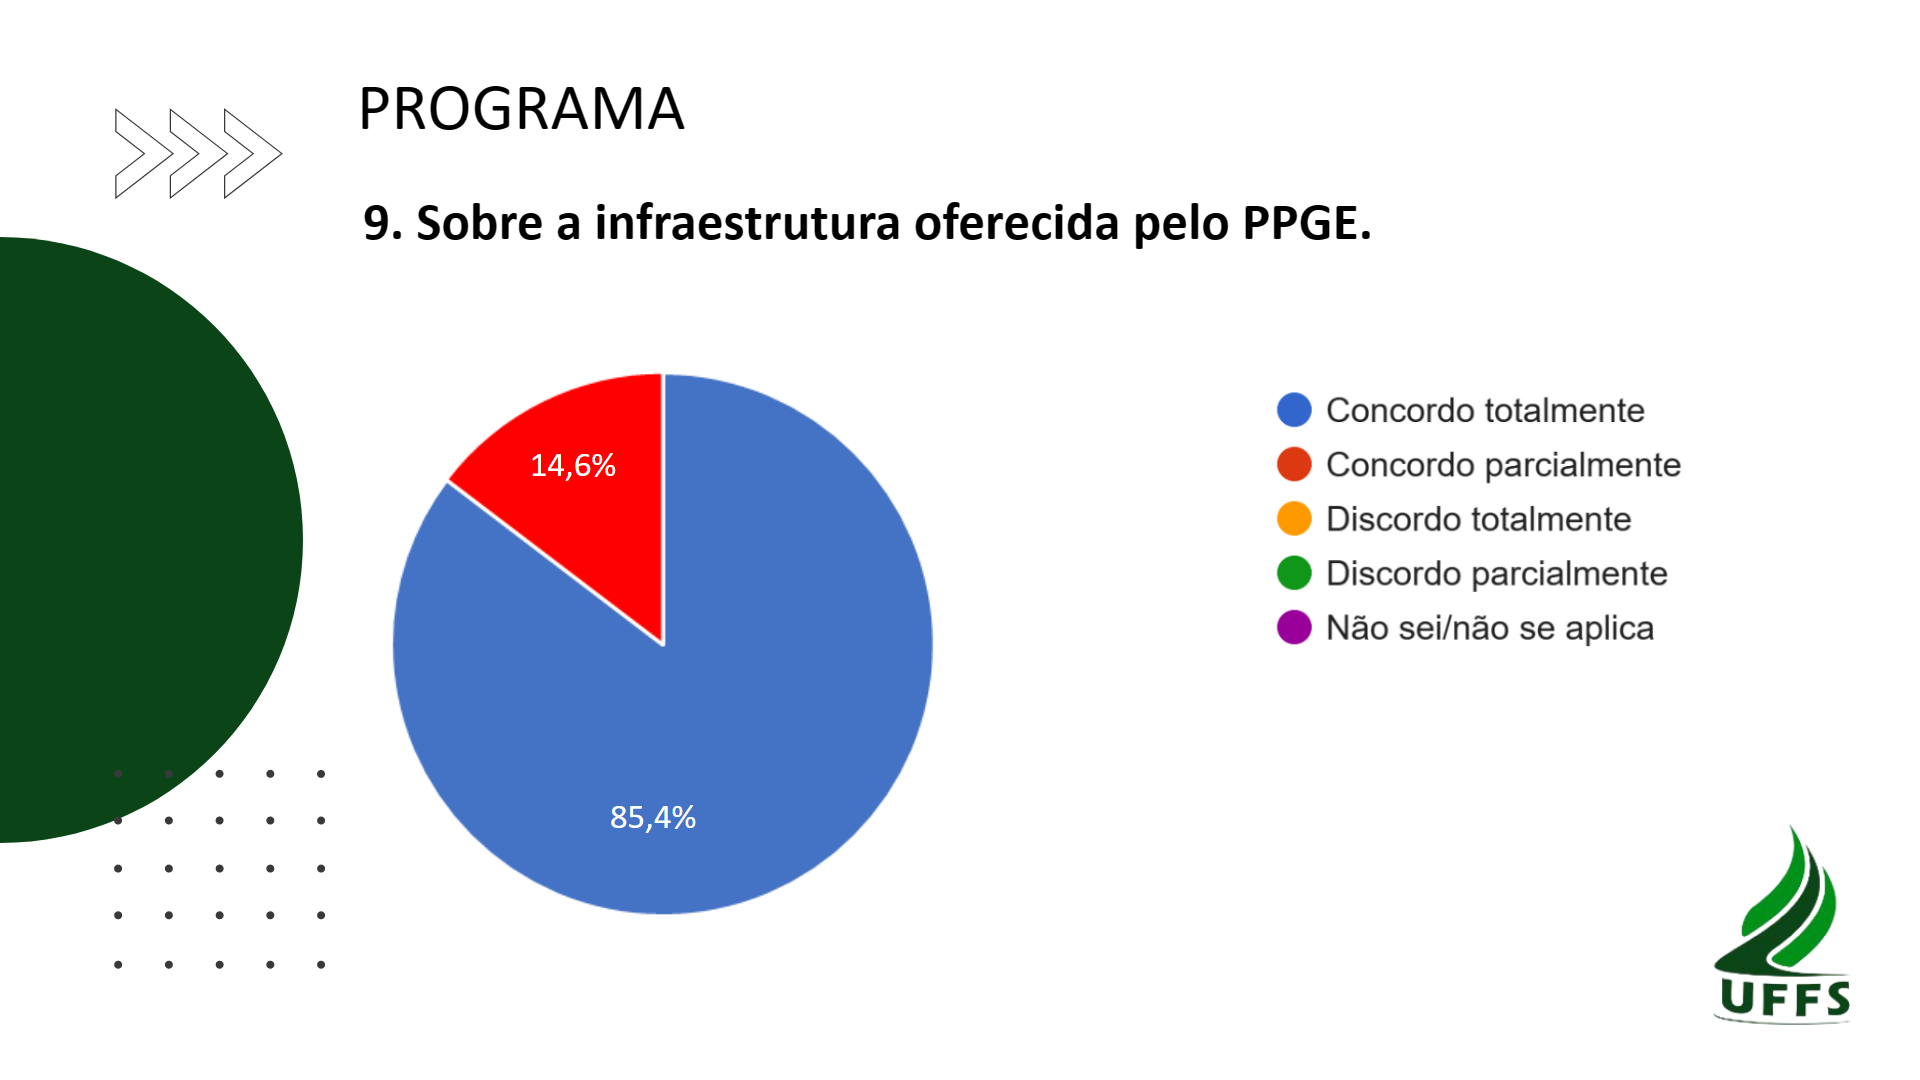 PROGRAMA
9. Sobre a infraestrutura oferecida pelo PPGE.
14,6%
85,4%
Concordo totalmente
Concordo parcialmente
Discordo totalmente
Discordo parcialmente
Não sei/não se aplica
UFFS